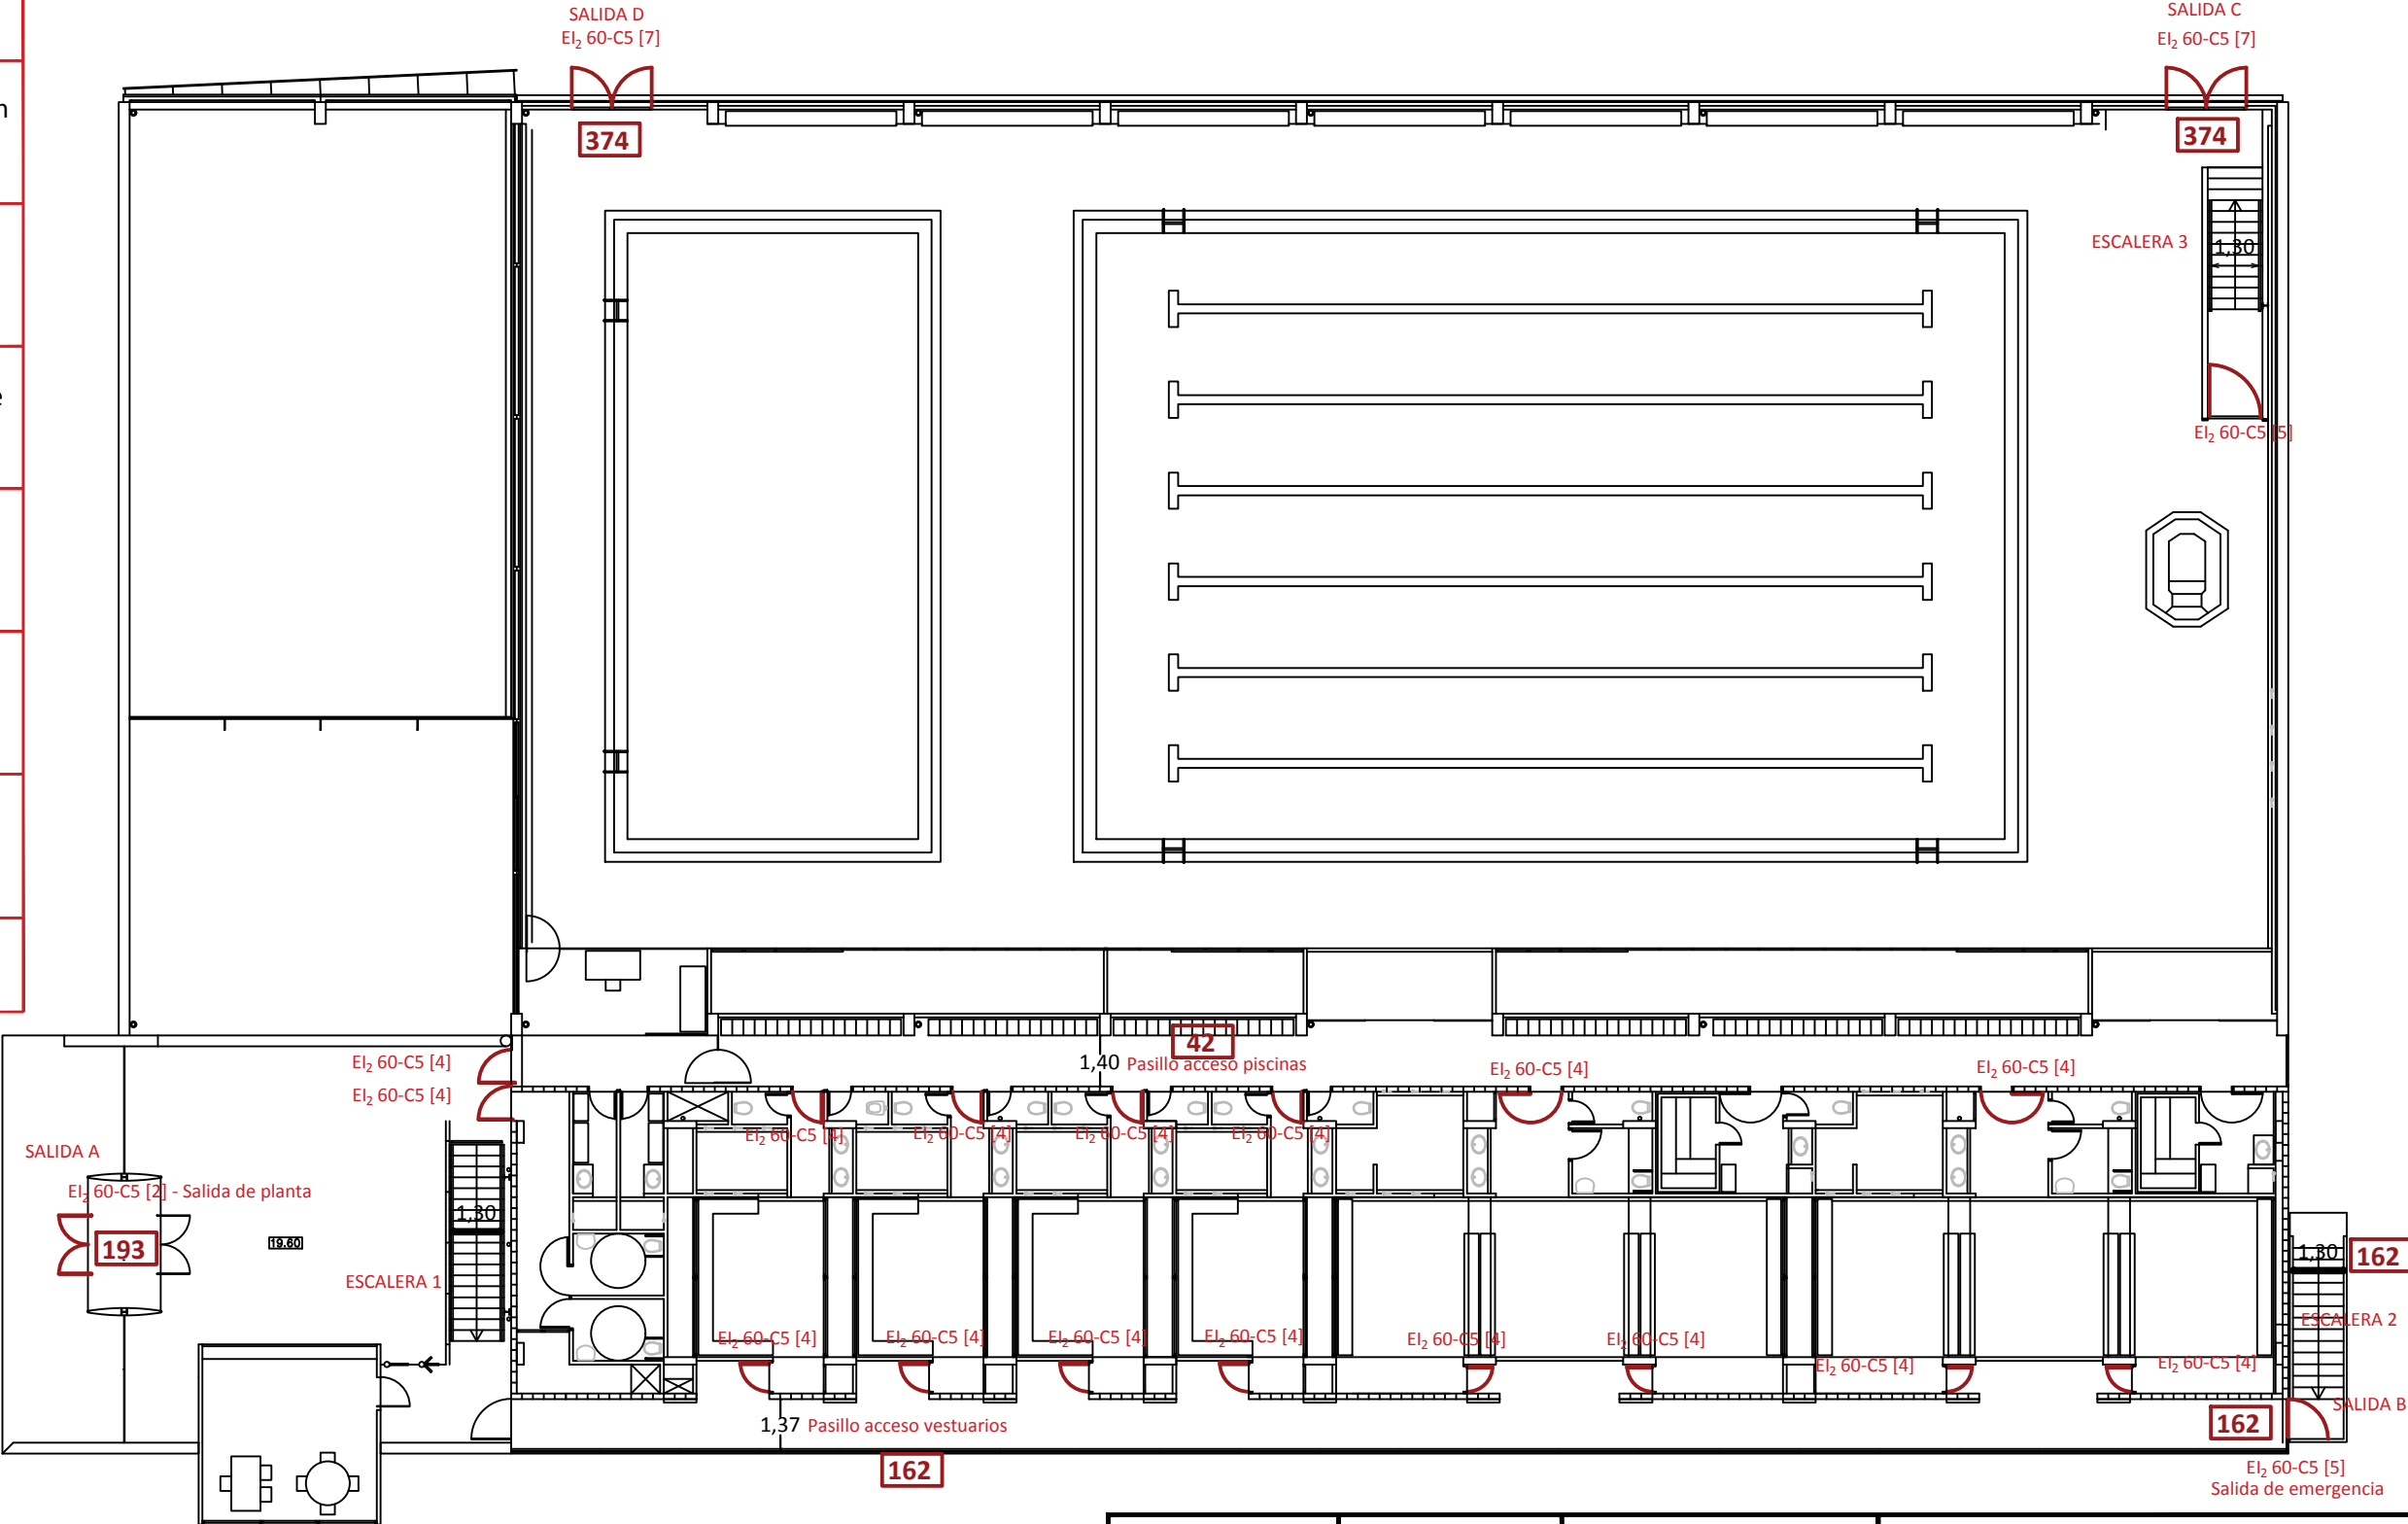 SALIDA D
EI₂ 60-C5 [7]
SALIDA C
EI₂ 60-C5 [7]
n
374
374
ESCALERA 3
1,30
e
EI₂ 60-C5 [5]
42
1,40 Pasillo acceso piscinas
EI₂ 60-C5 [4]
EI₂ 60-C5 [4]
EI₂ 60-C5 [4]
EI₂ 60-C5 [4]
EI₂ 60-C5 [4]
EI₂ 60-C5 [4]
EI₂ 60-C5 [4]
EI₂ 60-C5 [4]
SALIDA A
EI₂ 60-C5 [2] - Salida de planta
1,30
193
19.60
ESCALERA 1
1,30
162
ESCALERA 2
EI₂ 60-C5 [4]
EI₂ 60-C5 [4]
EI₂ 60-C5 [4]
EI₂ 60-C5 [4]
EI₂ 60-C5 [4]
EI₂ 60-C5 [4]
EI₂ 60-C5 [4]
EI₂ 60-C5 [4]
SALIDA B
162
1,37 Pasillo acceso vestuarios
162
EI₂ 60-C5 [5]
Salida de emergencia